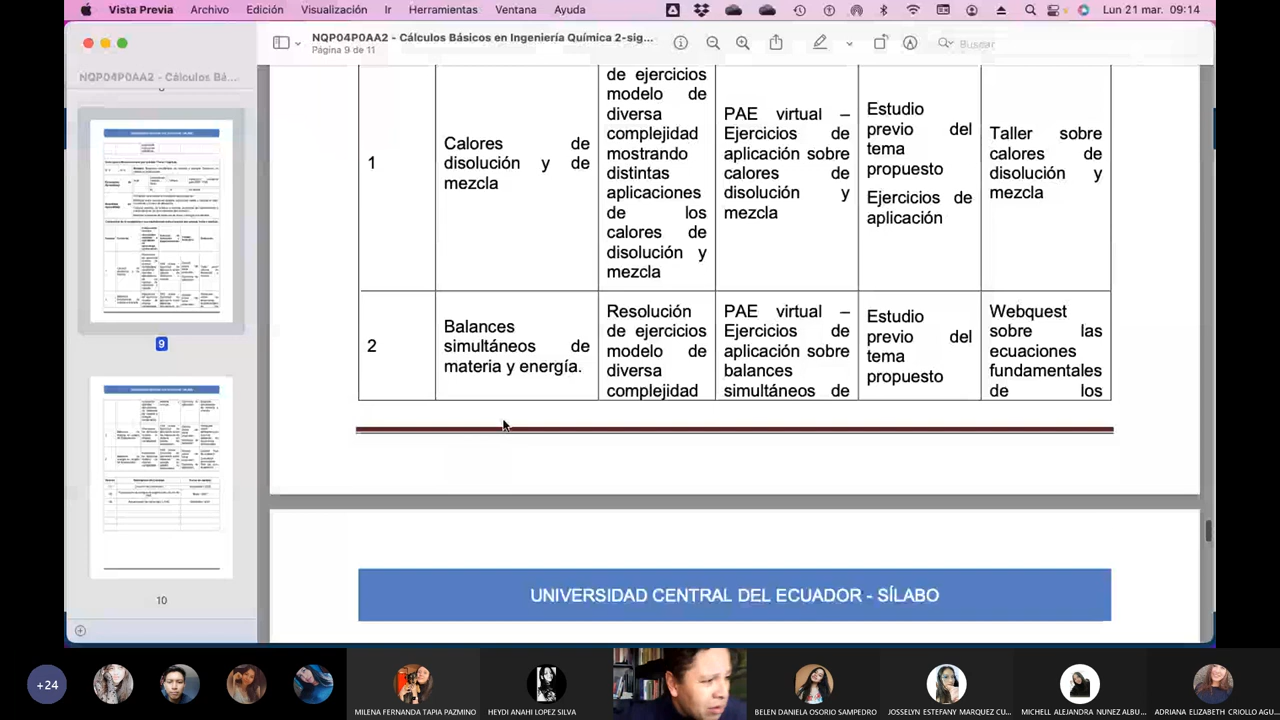 Vista Previa Archivo Edición Visualización Ir Herramientas Ventana Ayuda Lun 21 mar. 09:14
NQP04P0AA2 - Cálculos Básicos en Ingeniería Química 2-sig...
Página 9 de 11
Buscar
NQP04P0AA2 - Cálculos Bá...
9
10
1
Calores de
disolución y de
mezcla
de ejercicios
modelo de
diversa
complejidad
mostrando
distintas
aplicaciones
de los
calores de
disolución y
mezcla
PAE virtual –
Ejercicios de
aplicación sobre
calores de
disolución y
mezcla
Estudio
previo del
tema
propuesto
Ejercicios de
aplicación
Taller sobre
calores de
disolución y
mezcla
2
Balances
simultáneos de
materia y energía.
Resolución
de ejercicios
modelo de
diversa
complejidad
PAE virtual –
Ejercicios de
aplicación sobre
balances
simultáneos de
Estudio
previo del
tema
propuesto
Webquest
sobre las
ecuaciones
fundamentales
de los
UNIVERSIDAD CENTRAL DEL ECUADOR - SÍLABO
+24
MILENA FERNANDA TAPIA PAZMINO
HEYDI ANAHI LOPEZ SILVA
BELEN DANIELA OSORIO SAMPEDRO
JOSSELYN ESTEFANY MARQUEZ CU...
MICHELL ALEJANDRA NUNEZ ALBU...
ADRIANA ELIZABETH CRIOLLO AGU...